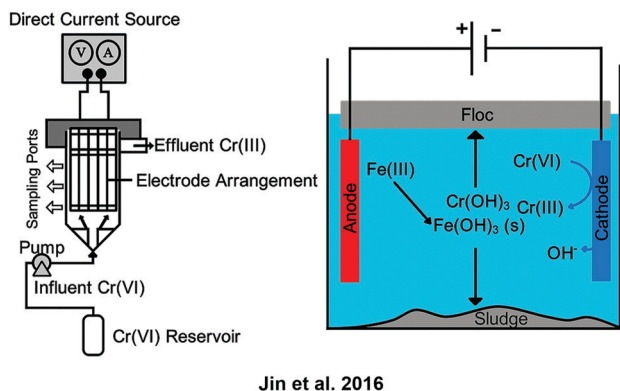 Direct Current Source
V A
Effluent Cr(III)
Sampling Ports
Electrode Arrangement
Pump
Influent Cr(VI)
Cr(VI) Reservoir
+ −
Floc
Anode
Fe(III)
Cr(OH)₃
Fe(OH)₃ (s)
Cr(VI)
Cr(III)
OH⁻
Cathode
Sludge
Jin et al. 2016